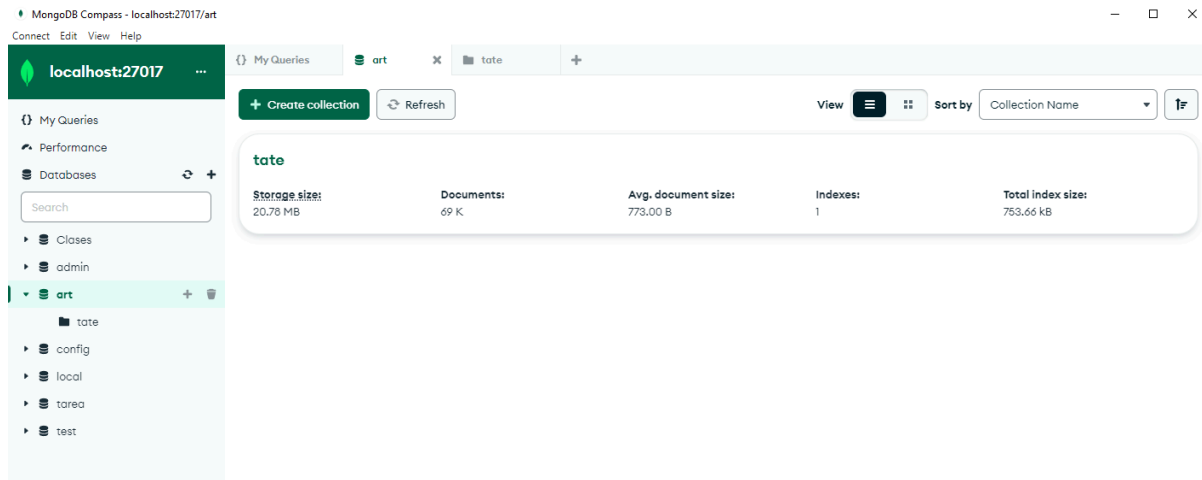 MongoDB Compass - localhost:27017/art
Connect Edit View Help
localhost:27017 ...
{} My Queries
Performance
Databases
Search
Clases
admin
art
tate
config
local
tarea
test
{} My Queries art tate
+ Create collection Refresh View Sort by Collection Name
tate
Storage size: Documents: Avg. document size: Indexes: Total index size:
20.78 MB 69 K 773.00 B 1 753.66 kB